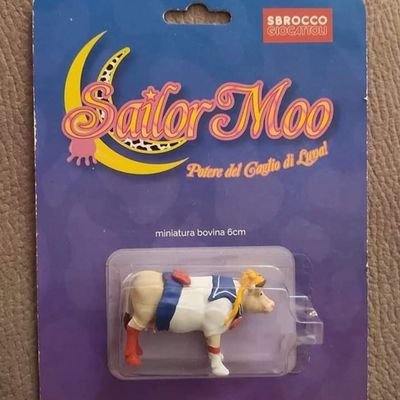 SBROCCO
GIOCATTOLI
Sailor Moo
Potere del Caglio di Luna!
miniatura bovina 6cm